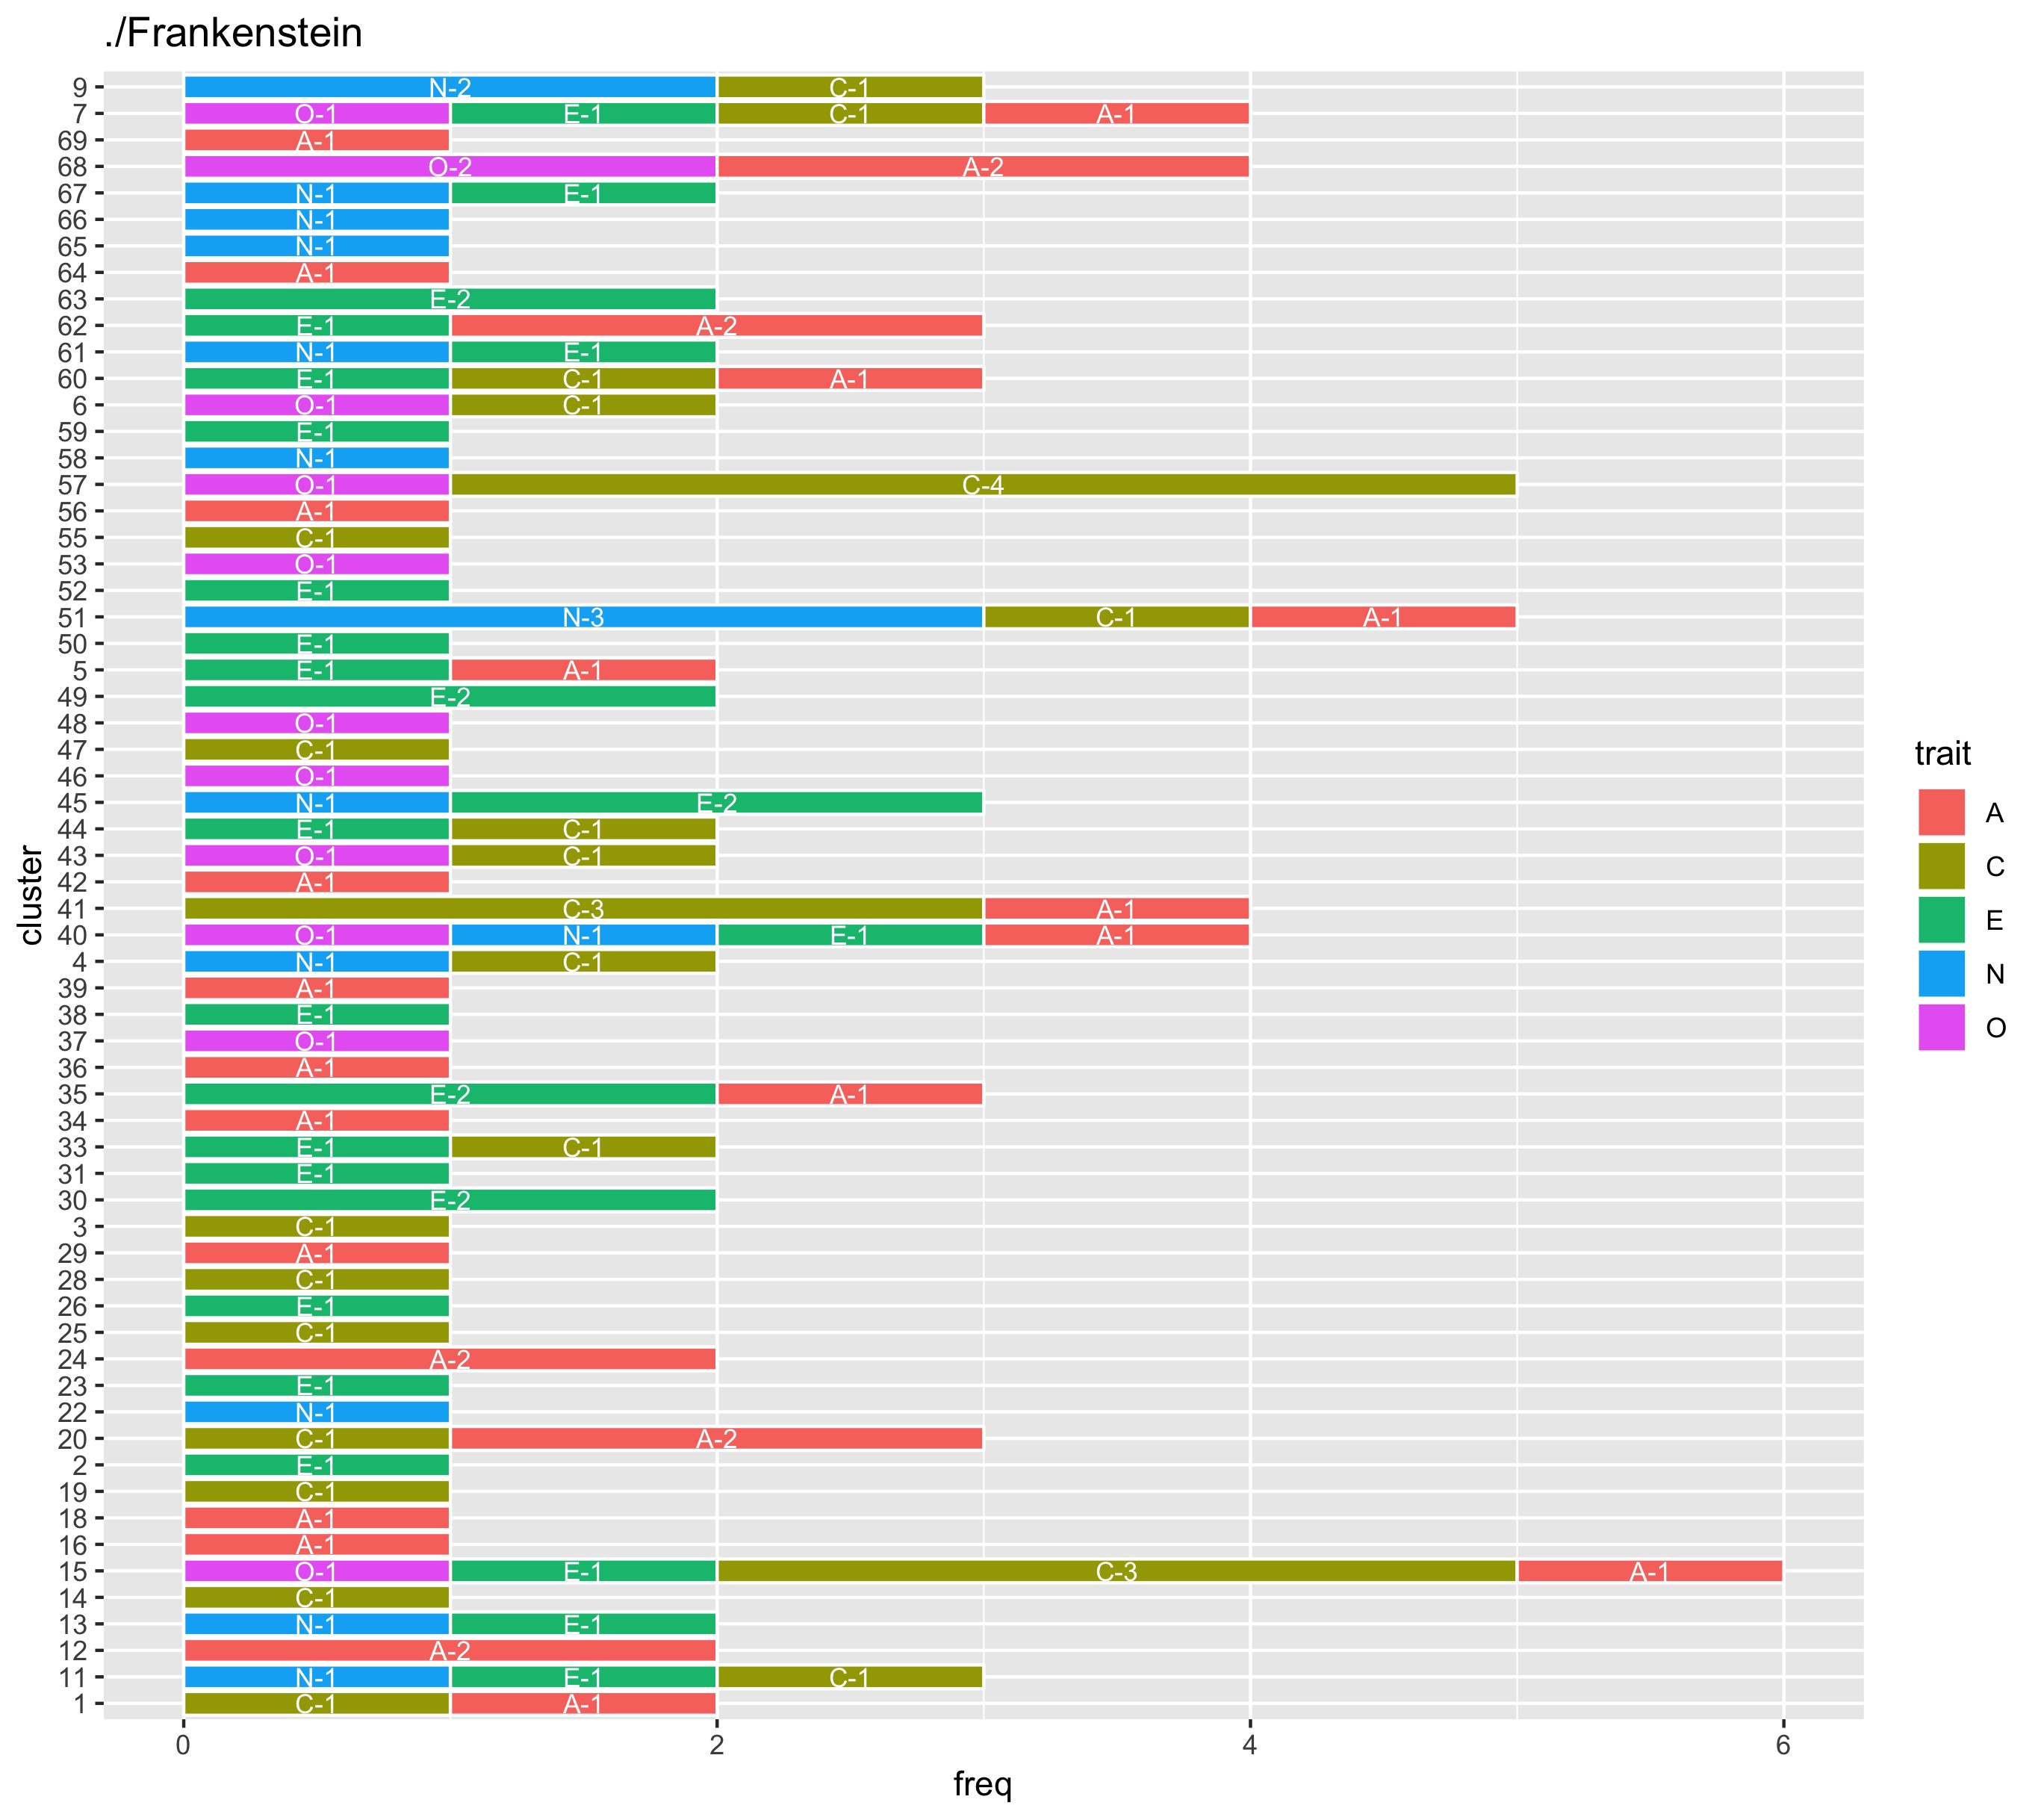 ./Frankenstein
9 N-2 C-1
7 O-1 E-1 C-1 A-1
69 A-1
68 O-2 A-2
67 N-1 E-1
66 N-1
65 N-1
64 A-1
63 E-2
62 E-1 A-2
61 N-1 E-1
60 E-1 C-1 A-1
6 O-1 C-1
59 E-1
58 N-1
57 O-1 C-4
56 A-1
55 C-1
53 O-1
52 E-1
51 N-3 C-1 A-1
50 E-1
5 E-1 A-1
49 E-2
48 O-1
47 C-1
46 O-1
45 N-1 E-2
44 E-1 C-1
43 O-1 C-1
42 A-1
41 C-3 A-1
40 O-1 N-1 E-1 A-1
4 N-1 C-1
39 A-1
38 E-1
37 O-1
36 A-1
35 E-2 A-1
34 A-1
33 E-1 C-1
31 E-1
30 E-2
3 C-1
29 A-1
28 C-1
26 E-1
25 C-1
24 A-2
23 E-1
22 N-1
20 C-1 A-2
2 E-1
19 C-1
18 A-1
16 A-1
15 O-1 E-1 C-3 A-1
14 C-1
13 N-1 E-1
12 A-2
11 N-1 E-1 C-1
1 C-1 A-1
0 2 4 6
freq
cluster
trait
A
C
E
N
O